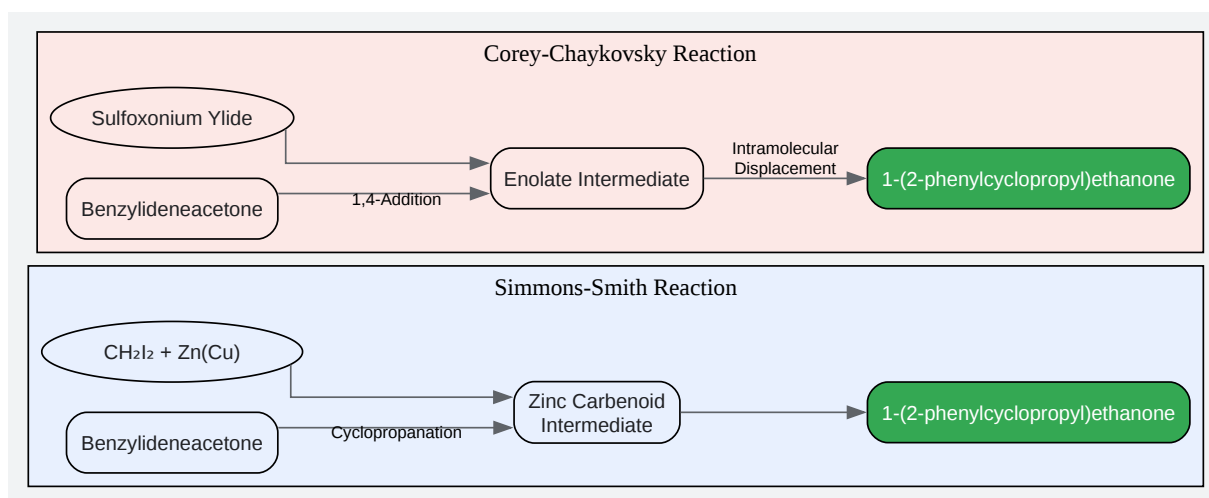 Corey-Chaykovsky Reaction
Sulfoxonium Ylide
Benzylideneacetone
1,4-Addition
Enolate Intermediate
Intramolecular
Displacement
1-(2-phenylcyclopropyl)ethanone
Simmons-Smith Reaction
CH₂I₂ + Zn(Cu)
Benzylideneacetone
Cyclopropanation
Zinc Carbenoid
Intermediate
1-(2-phenylcyclopropyl)ethanone